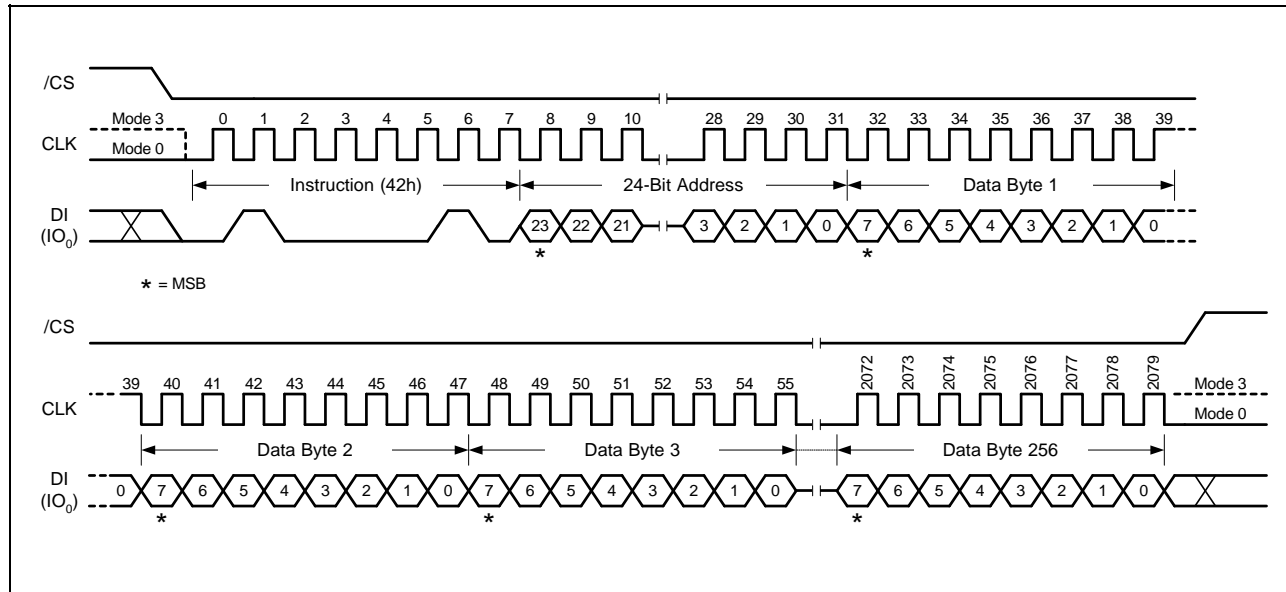 /CS
Mode 3 0 1 2 3 4 5 6 7 8 9 10 28 29 30 31 32 33 34 35 36 37 38 39
CLK
Mode 0
Instruction (42h) 24-Bit Address Data Byte 1
DI
(IO0) 23 22 21 3 2 1 0 7 6 5 4 3 2 1 0
* *
* = MSB
/CS
39 40 41 42 43 44 45 46 47 48 49 50 51 52 53 54 55 2072 2073 2074 2075 2076 2077 2078 2079
CLK Mode 3
Mode 0
Data Byte 2 Data Byte 3 Data Byte 256
DI
(IO0) 0 7 6 5 4 3 2 1 0 7 6 5 4 3 2 1 0 7 6 5 4 3 2 1 0
* * *